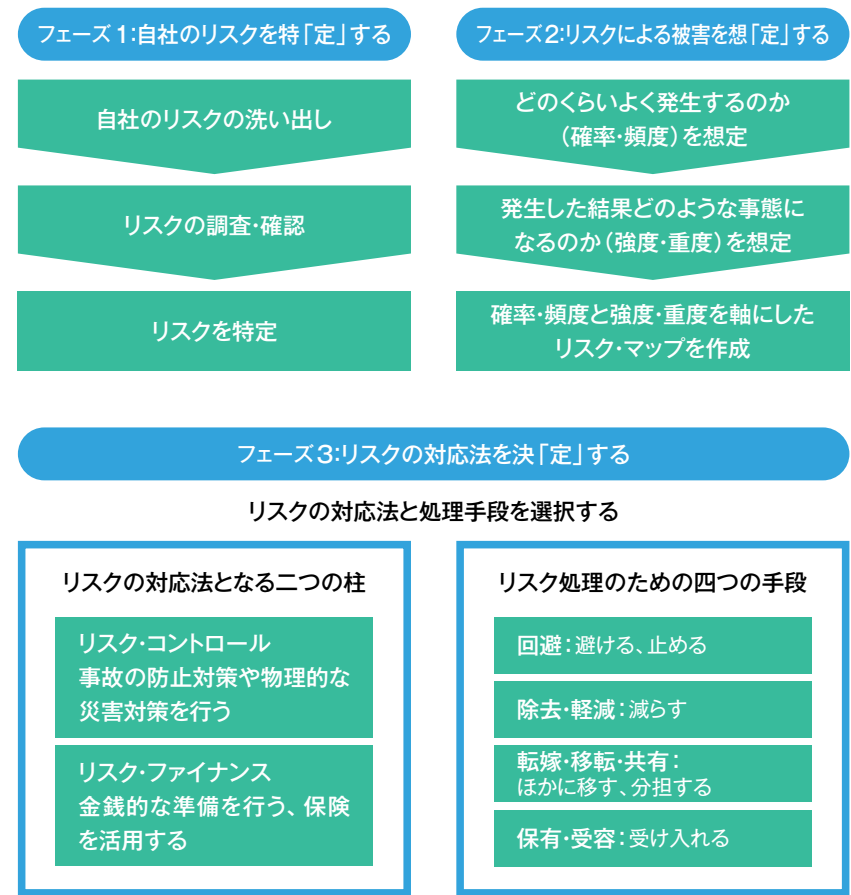 フェーズ1:自社のリスクを特「定」する
自社のリスクの洗い出し
リスクの調査・確認
リスクを特定
フェーズ2:リスクによる被害を想「定」する
どのくらいよく発生するのか
(確率・頻度)を想定
発生した結果どのような事態に
なるのか(強度・重度)を想定
確率・頻度と強度・重度を軸にした
リスク・マップを作成
フェーズ3:リスクの対応法を決「定」する
リスクの対応法と処理手段を選択する
リスクの対応法となる二つの柱
リスク・コントロール
事故の防止対策や物理的な
災害対策を行う
リスク・ファイナンス
金銭的な準備を行う、保険
を活用する
リスク処理のための四つの手段
回避:避ける、止める
除去・軽減:減らす
転嫁・移転・共有:
ほかに移す、分担する
保有・受容:受け入れる